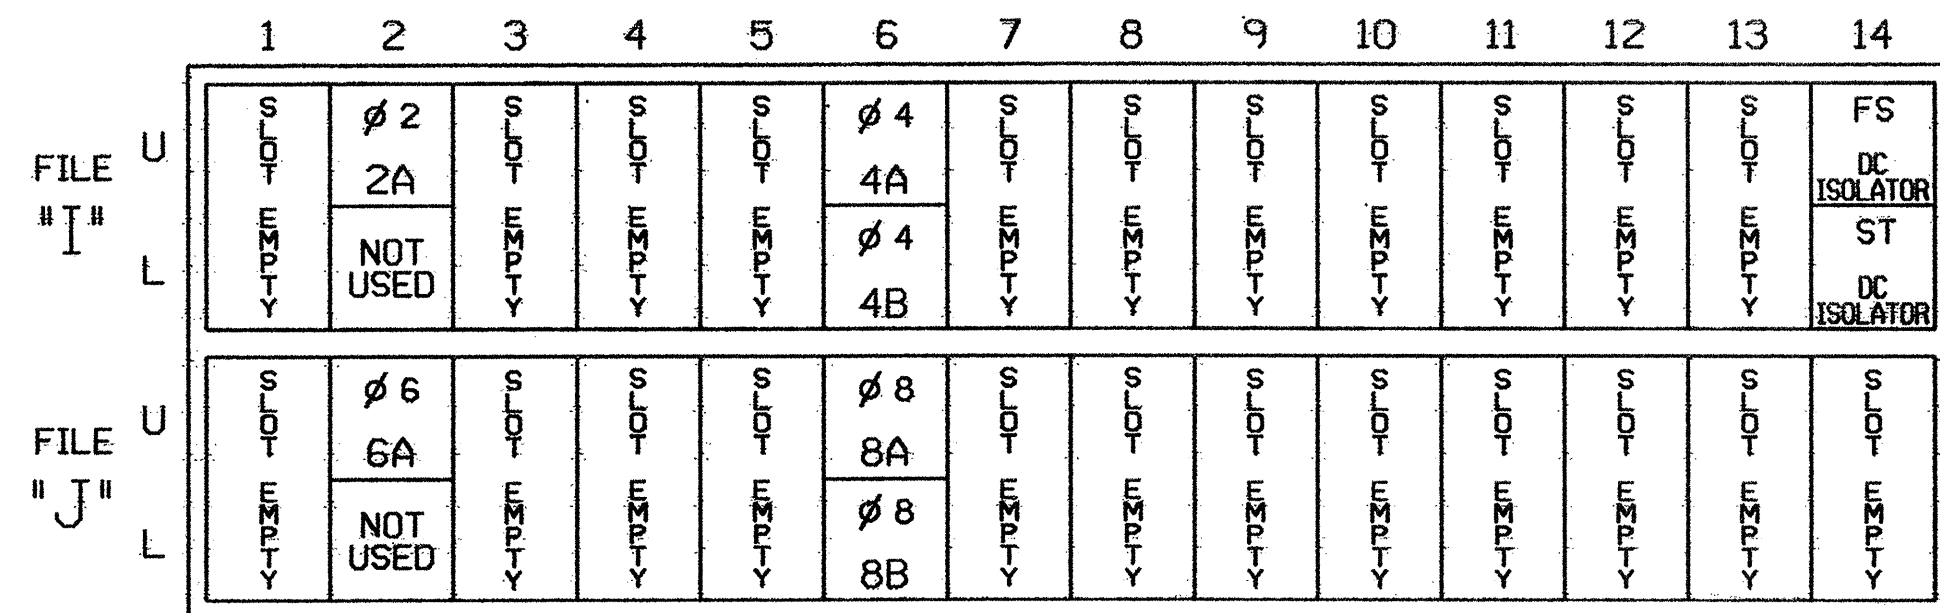 1 2 3 4 5 6 7 8 9 10 11 12 13 14
FILE "I"
U
L
SLOT EMPTY
ø 2
2A
NOT
USED
SLOT EMPTY
SLOT EMPTY
SLOT EMPTY
ø 4
4A
ø 4
4B
SLOT EMPTY
SLOT EMPTY
SLOT EMPTY
SLOT EMPTY
SLOT EMPTY
SLOT EMPTY
SLOT EMPTY
FS
DC
ISOLATOR
ST
DC
ISOLATOR
FILE "J"
U
L
SLOT EMPTY
ø 6
6A
NOT
USED
SLOT EMPTY
SLOT EMPTY
SLOT EMPTY
ø 8
8A
ø 8
8B
SLOT EMPTY
SLOT EMPTY
SLOT EMPTY
SLOT EMPTY
SLOT EMPTY
SLOT EMPTY
SLOT EMPTY
SLOT EMPTY